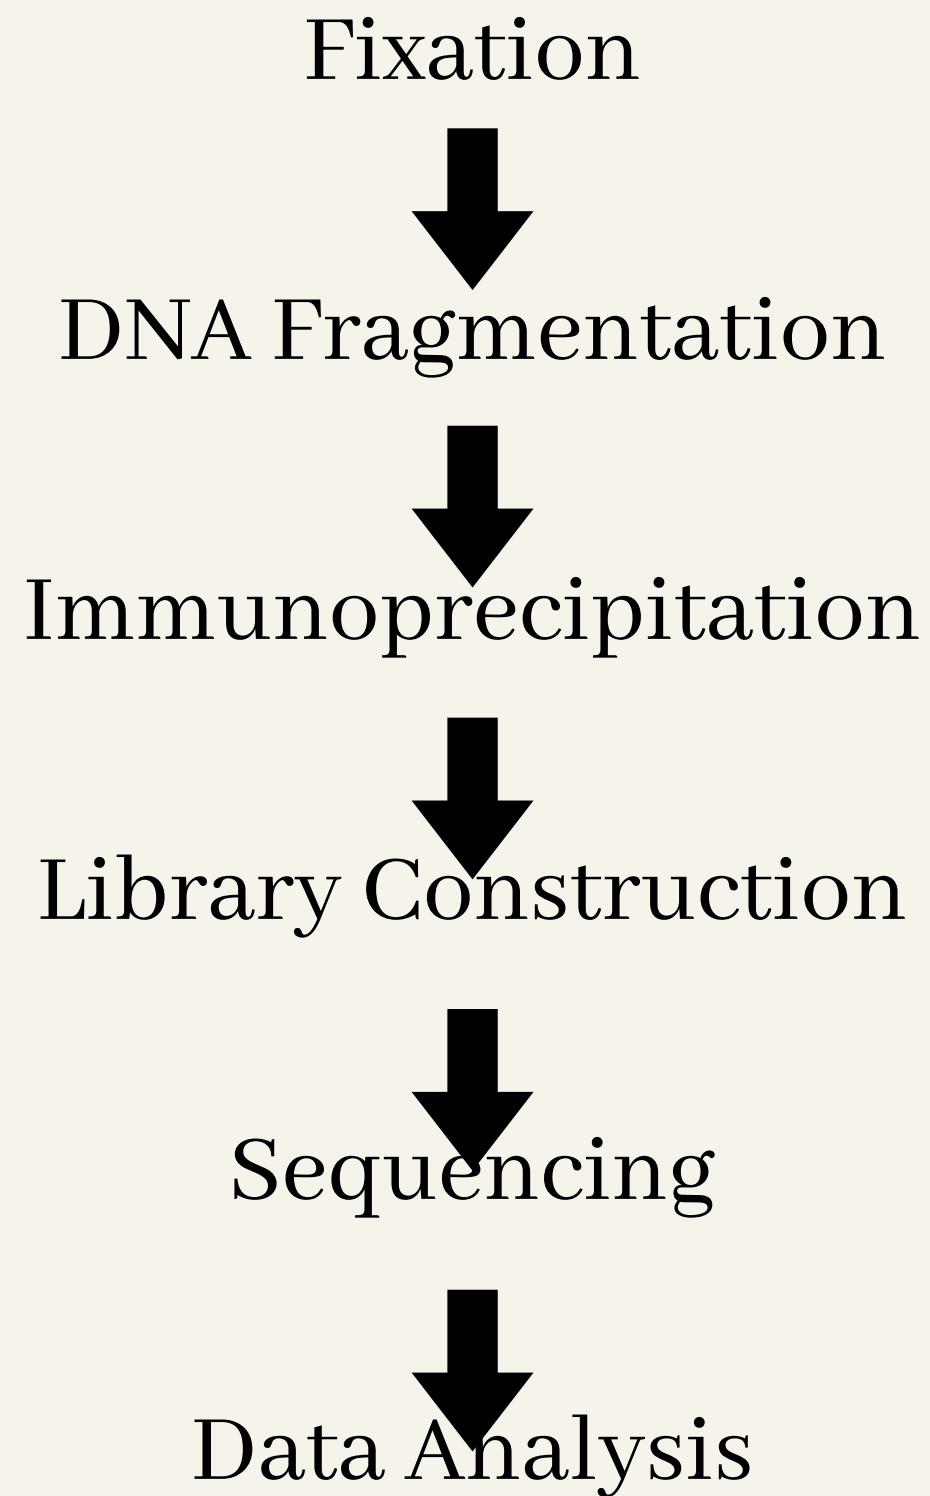 Fixation
DNA Fragmentation
Immunoprecipitation
Library Construction
Sequencing
Data Analysis